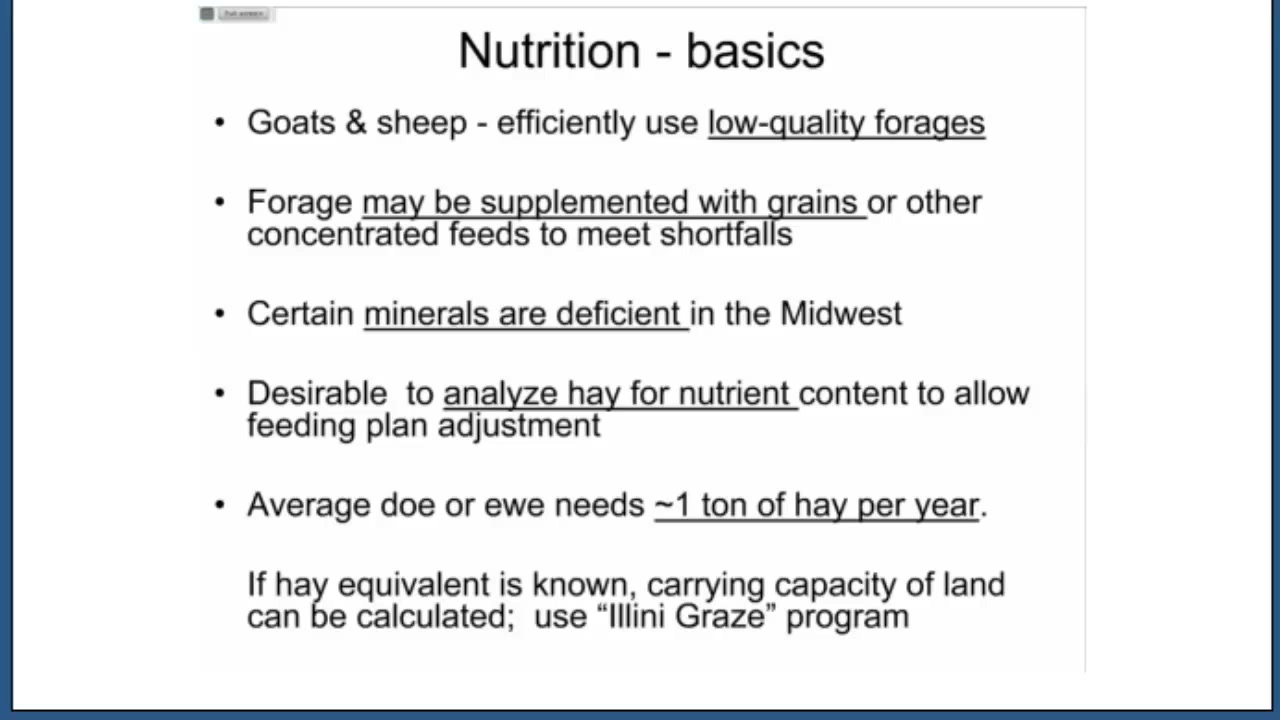 Nutrition - basics
• Goats & sheep - efficiently use low-quality forages
• Forage may be supplemented with grains or other
concentrated feeds to meet shortfalls
• Certain minerals are deficient in the Midwest
• Desirable  to analyze hay for nutrient content to allow
feeding plan adjustment
• Average doe or ewe needs ~1 ton of hay per year.
If hay equivalent is known, carrying capacity of land
can be calculated;  use “Illini Graze” program